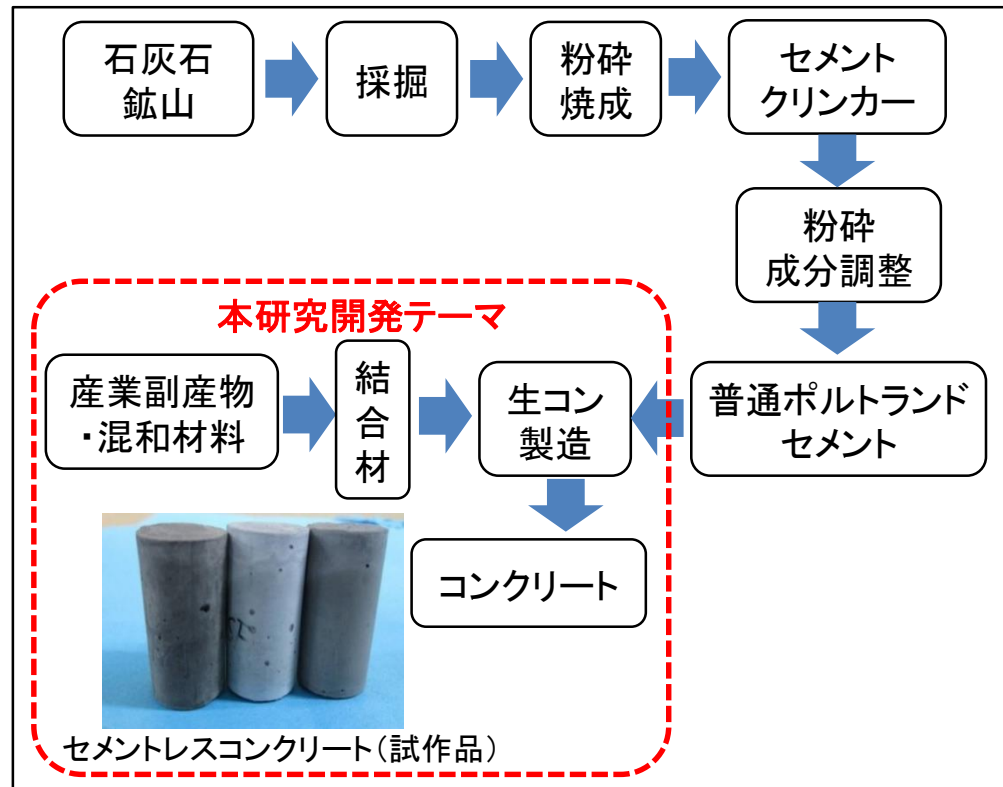 石灰石
鉱山
採掘
粉砕
焼成
セメント
クリンカー
粉砕
成分調整
普通ポルトランド
セメント
本研究開発テーマ
産業副産物
・混和材料
結
合
材
生コン
製造
コンクリート
セメントレスコンクリート(試作品)